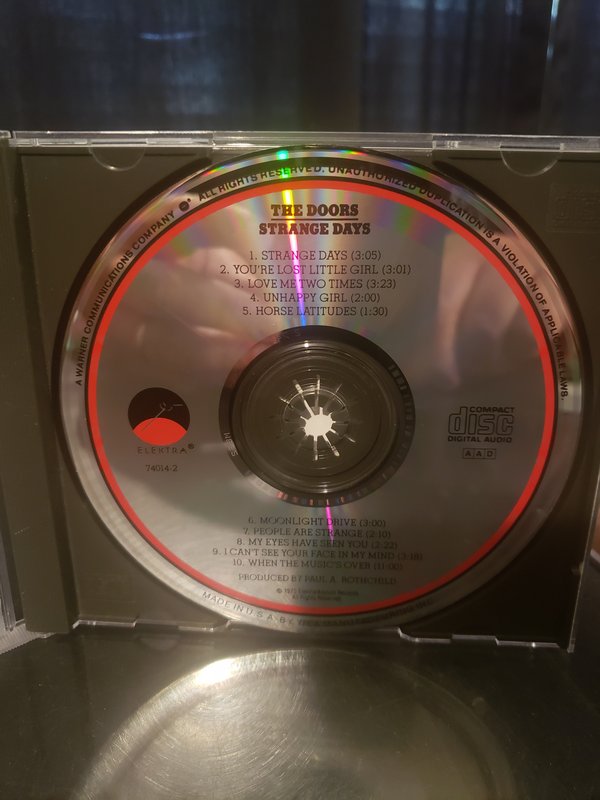 A WARNER COMMUNICATIONS COMPANY ALL RIGHTS RESERVED. UNAUTHORIZED DUPLICATION IS A VIOLATION OF APPLICABLE LAWS.
THE DOORS
STRANGE DAYS
1. STRANGE DAYS (3:05)
2. YOU'RE LOST LITTLE GIRL (3:01)
3. LOVE ME TWO TIMES (3:23)
4. UNHAPPY GIRL (2:00)
5. HORSE LATITUDES (1:30)
ELEKTRA®
74014-2
COMPACT
disc
DIGITAL AUDIO
AAD
6. MOONLIGHT DRIVE (3:00)
7. PEOPLE ARE STRANGE (2:10)
8. MY EYES HAVE SEEN YOU (2:22)
9. I CAN'T SEE YOUR FACE IN MY MIND (3:18)
10. WHEN THE MUSIC'S OVER (11:00)
PRODUCED BY PAUL A. ROTHCHILD
All Rights Reserved.
MADE IN U.S.A. BY